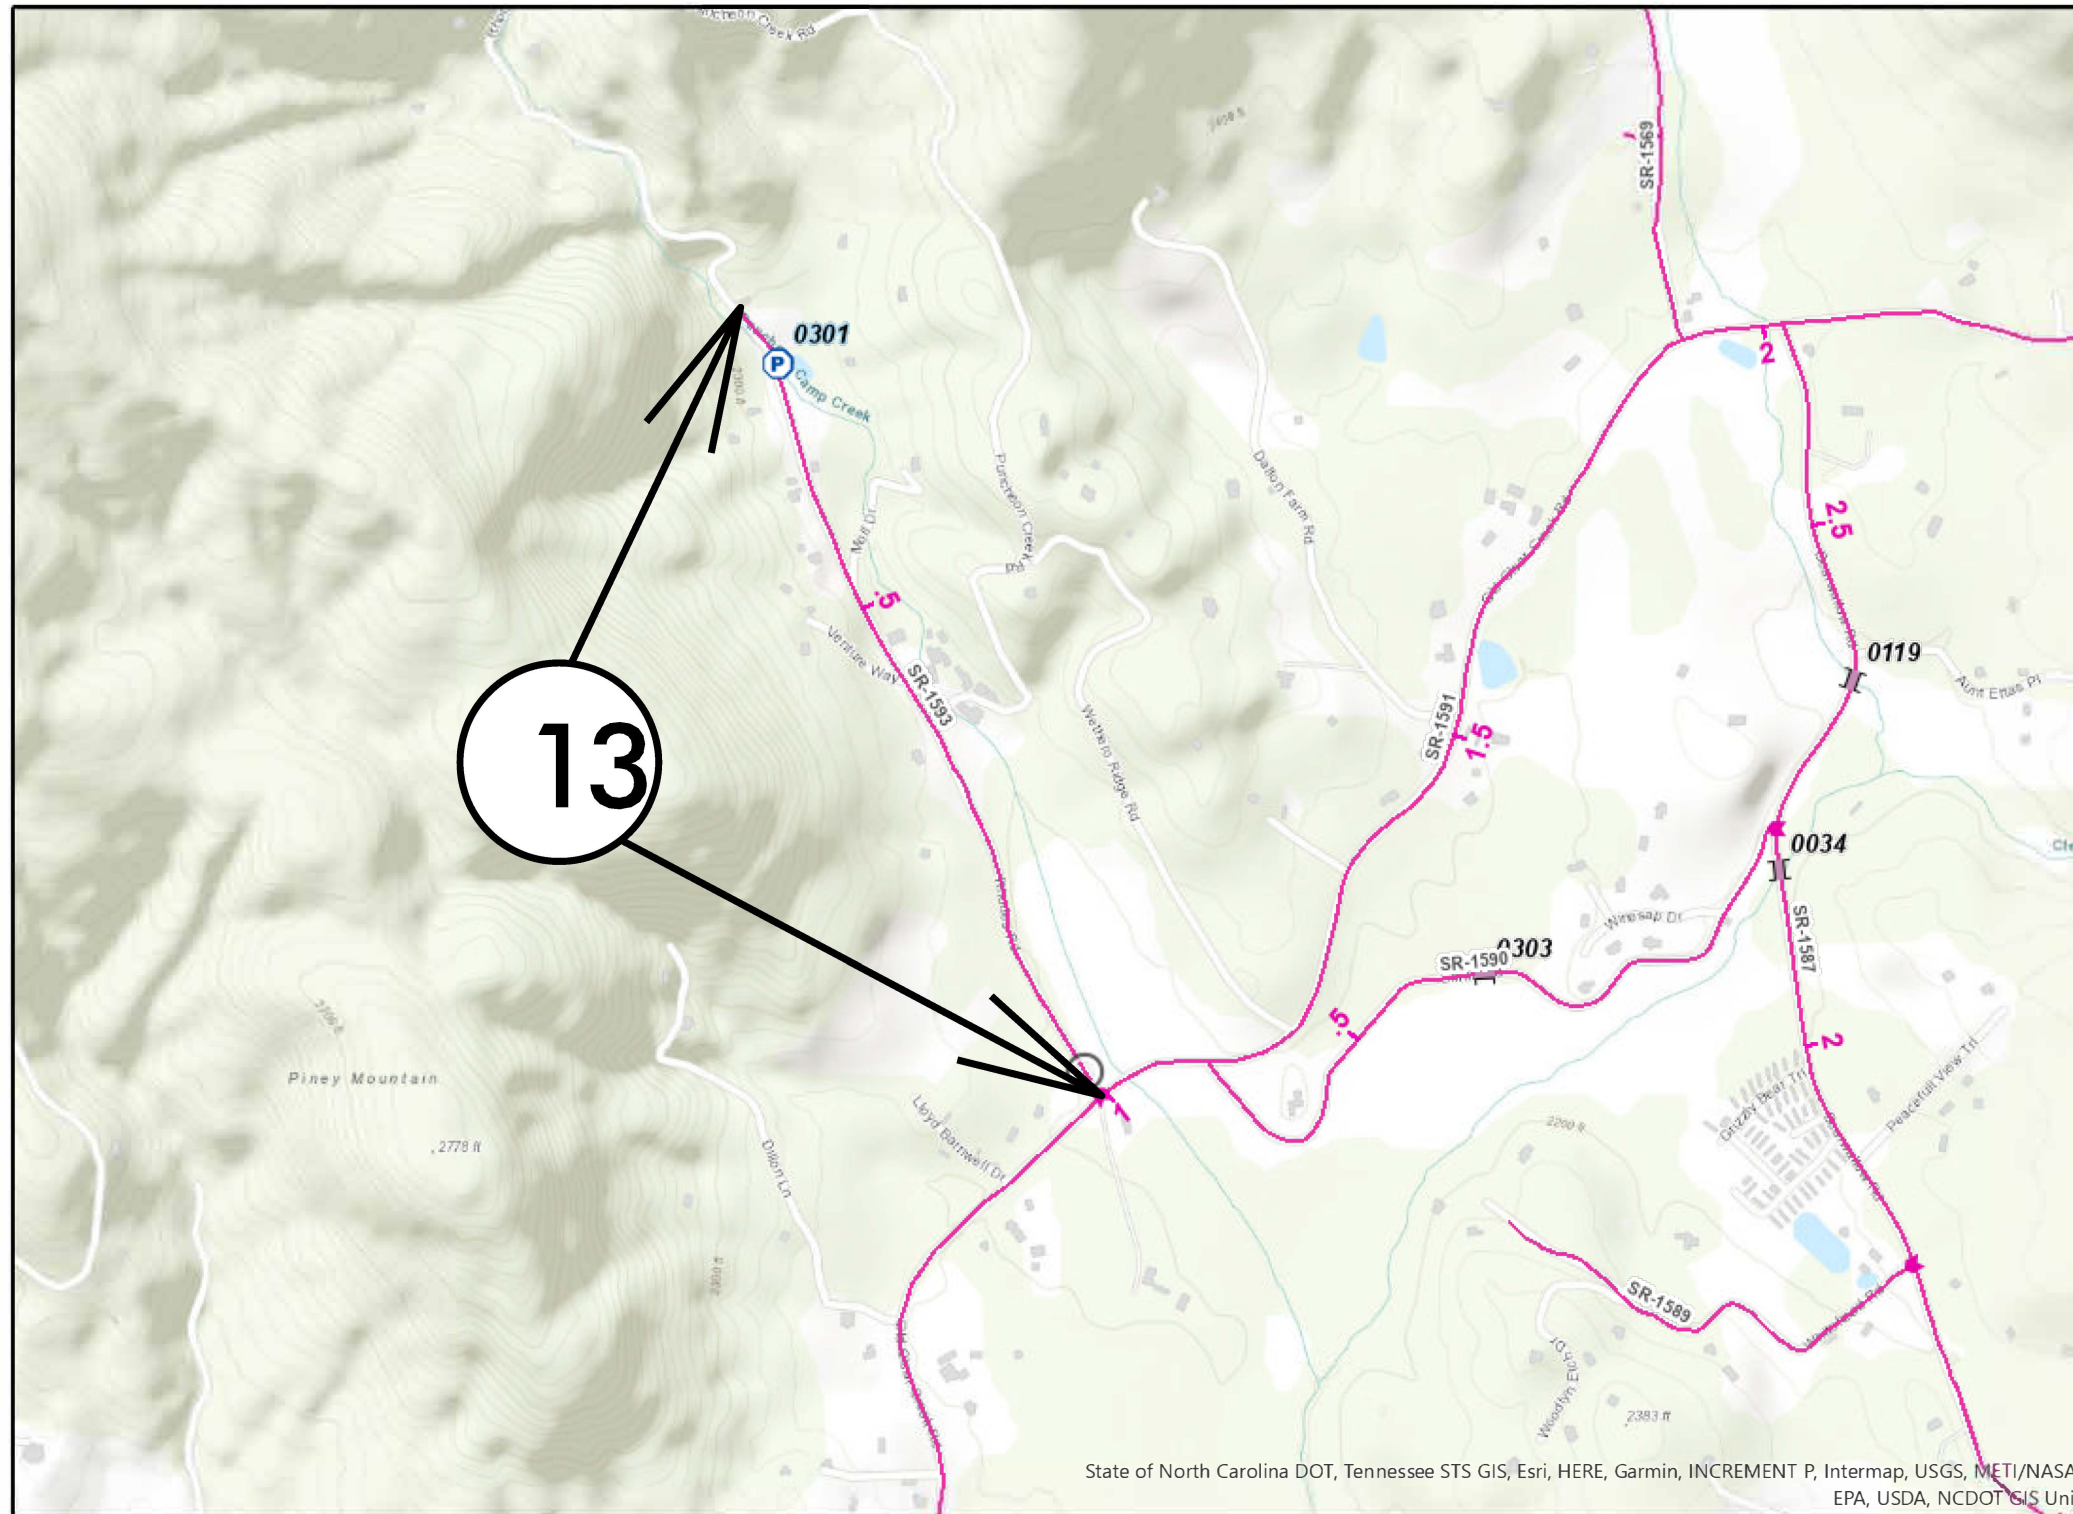 Creek Rd
SR-1569
2
0301
P
Camp Creek
2.5
Moll Dr
Puncheon Creek Rd
Dalton Farm Rd
.5
Venture Way
SR-1593
0119
Aunt Ettas Pl
SR-1591
1.5
13
0034
Winesap Dr
SR-1587
0303
SR-1590
.5
2
Piney Mountain
2778 ft
1
Lloyd Barnwell Dr
Dillon Ln
2200 ft
Grizzly Bear Trl
Peacefull View Trl
SR-1589
2383 ft
State of North Carolina DOT, Tennessee STS GIS, Esri, HERE, Garmin, INCREMENT P, Intermap, USGS, METI/NASA
EPA, USDA, NCDOT GIS Uni